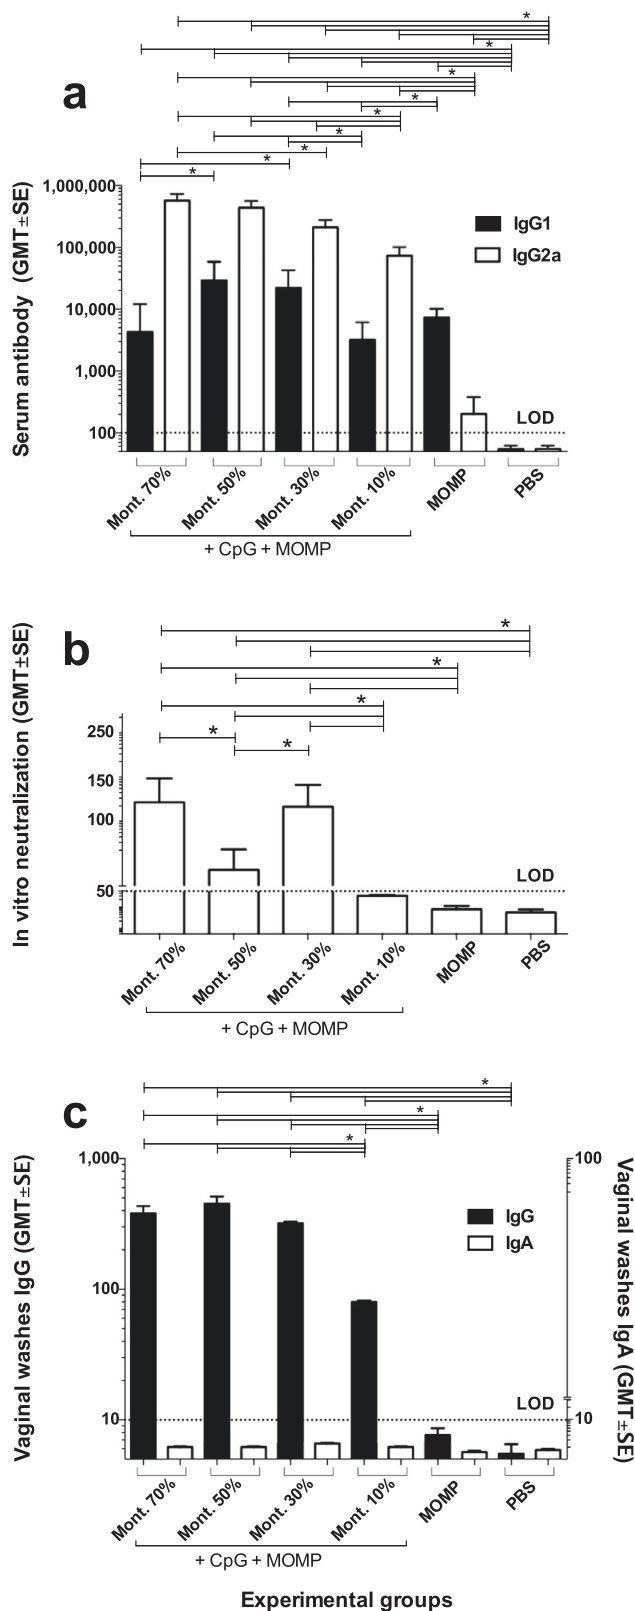 a
* * * * * * * * *
Serum antibody (GMT±SE)
1,000,000
100,000
10,000
1,000
100
IgG1
IgG2a
LOD
Mont. 70%
Mont. 50%
Mont. 30%
Mont. 10%
MOMP
PBS
+ CpG + MOMP
b
* * * * *
In vitro neutralization (GMT±SE)
250
150
100
50
LOD
Mont. 70%
Mont. 50%
Mont. 30%
Mont. 10%
MOMP
PBS
+ CpG + MOMP
c
* * *
Vaginal washes IgG (GMT±SE)
1,000
100
10
IgG
IgA
LOD
100
10
Vaginal washes IgA (GMT±SE)
Mont. 70%
Mont. 50%
Mont. 30%
Mont. 10%
MOMP
PBS
+ CpG + MOMP
Experimental groups